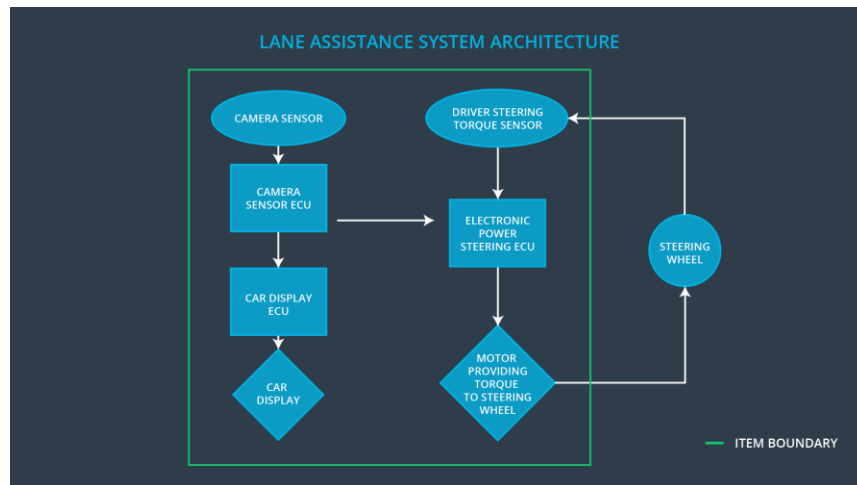 LANE ASSISTANCE SYSTEM ARCHITECTURE
CAMERA SENSOR
DRIVER STEERING
TORQUE SENSOR
CAMERA
SENSOR ECU
ELECTRONIC
POWER
STEERING ECU
STEERING
WHEEL
CAR DISPLAY
ECU
CAR
DISPLAY
MOTOR
PROVIDING
TORQUE
TO STEERING
WHEEL
ITEM BOUNDARY